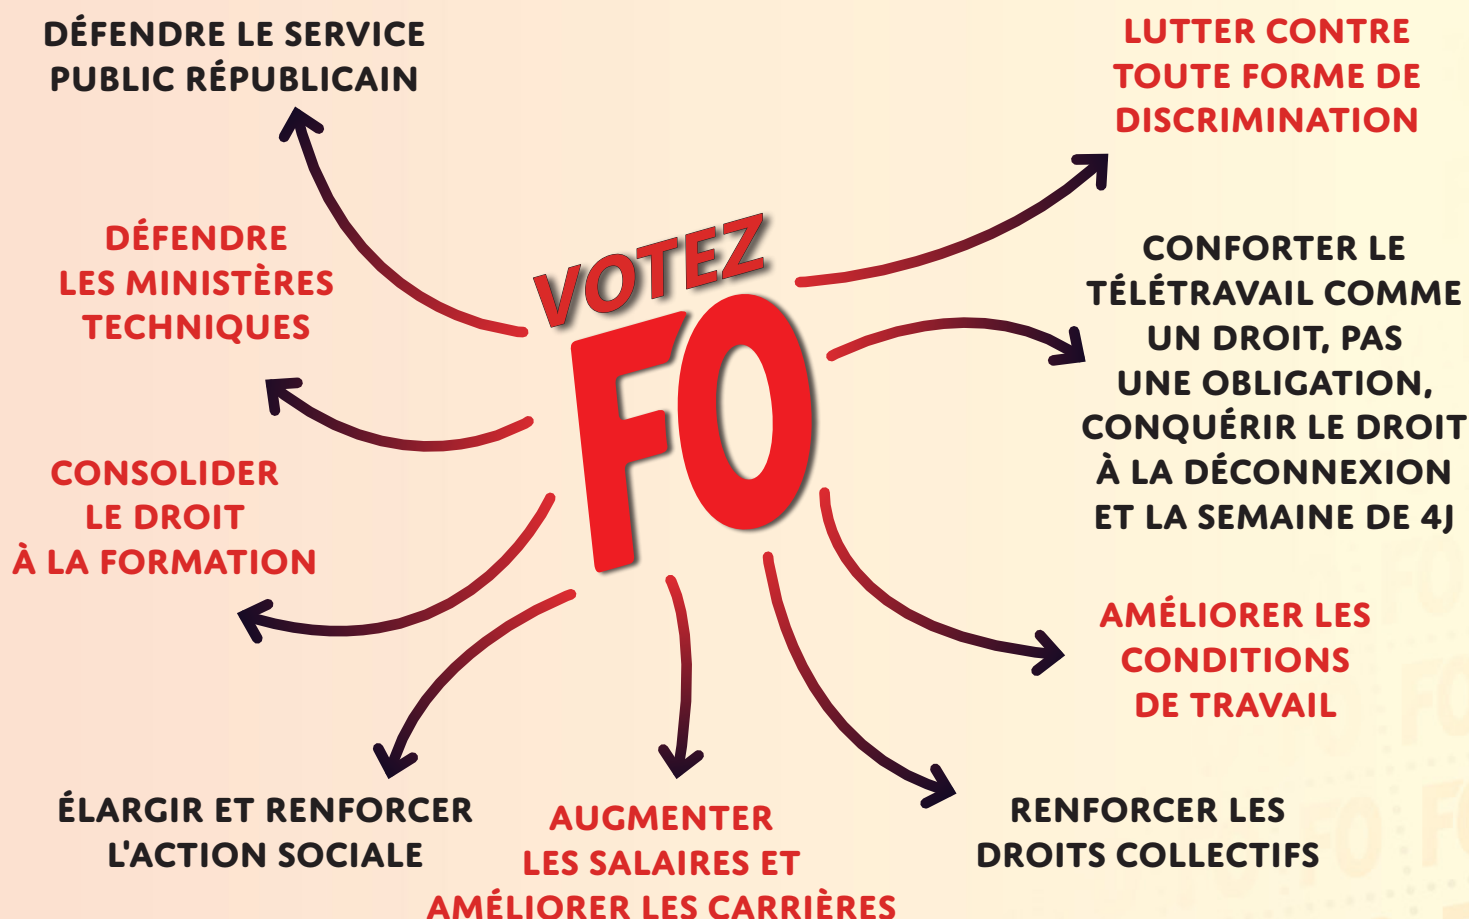 DÉFENDRE LE SERVICE
PUBLIC RÉPUBLICAIN
DÉFENDRE
LES MINISTÈRES
TECHNIQUES
CONSOLIDER
LE DROIT
À LA FORMATION
ÉLARGIR ET RENFORCER
L'ACTION SOCIALE
VOTEZ
FO
AUGMENTER
LES SALAIRES ET
AMÉLIORER LES CARRIÈRES
LUTTER CONTRE
TOUTE FORME DE
DISCRIMINATION
CONFORTER LE
TÉLÉTRAVAIL COMME
UN DROIT, PAS
UNE OBLIGATION,
CONQUÉRIR LE DROIT
À LA DÉCONNEXION
ET LA SEMAINE DE 4J
AMÉLIORER LES
CONDITIONS
DE TRAVAIL
RENFORCER LES
DROITS COLLECTIFS